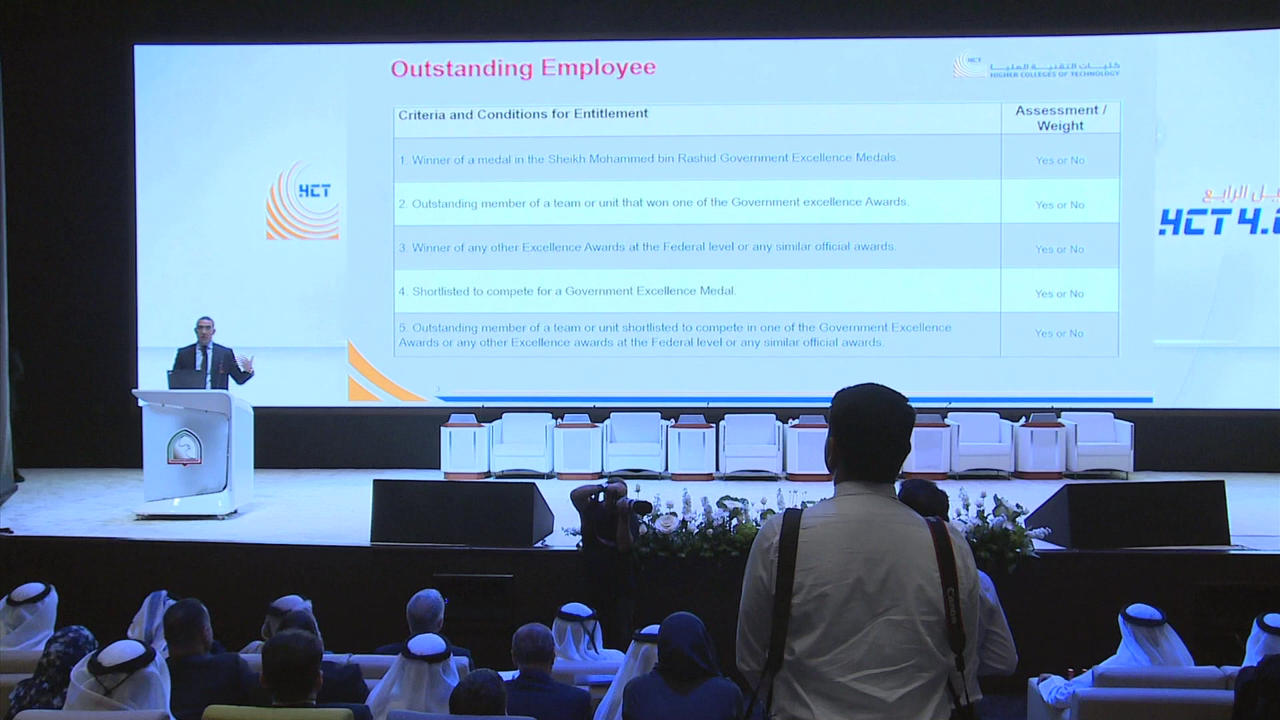 Outstanding Employee
HCT
كليات التقنية العليا
HIGHER COLLEGES OF TECHNOLOGY
Criteria and Conditions for Entitlement
Assessment /
Weight
1. Winner of a medal in the Sheikh Mohammed bin Rashid Government Excellence Medals.
Yes or No
2. Outstanding member of a team or unit that won one of the Government excellence Awards.
Yes or No
3. Winner of any other Excellence Awards at the Federal level or any similar official awards.
Yes or No
4. Shortlisted to compete for a Government Excellence Medal.
Yes or No
5. Outstanding member of a team or unit shortlisted to compete in one of the Government Excellence
Awards or any other Excellence awards at the Federal level or any similar official awards.
Yes or No
3
HCT
الرابع
HCT 4.
Canon